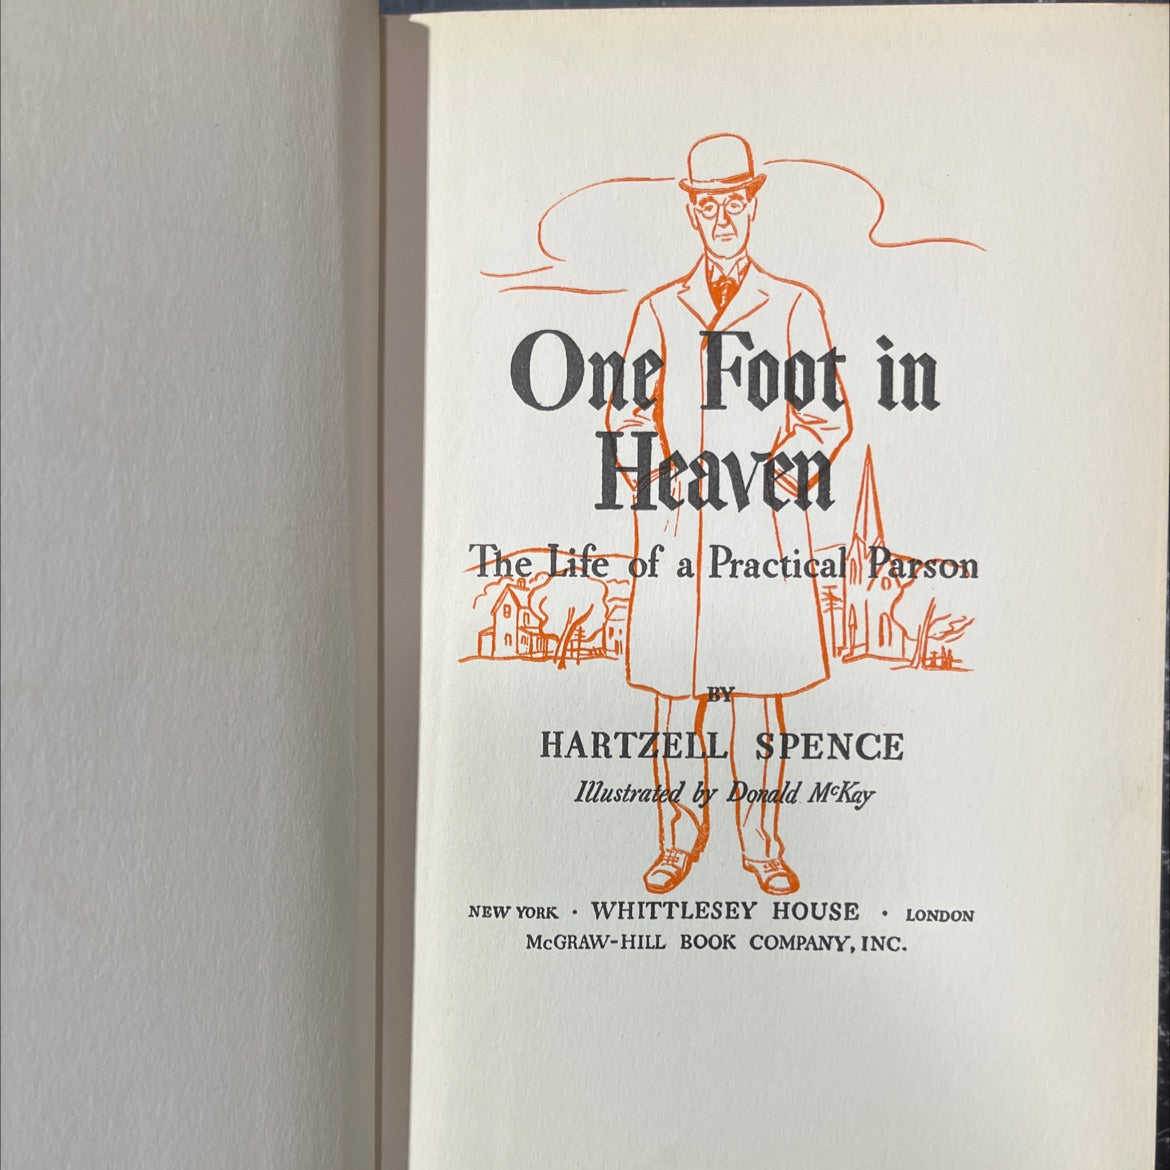 One Foot in
Heaven
The Life of a Practical Parson
BY
HARTZELL SPENCE
Illustrated by Donald McKay
NEW YORK · WHITTLESEY HOUSE · LONDON
McGRAW-HILL BOOK COMPANY, INC.